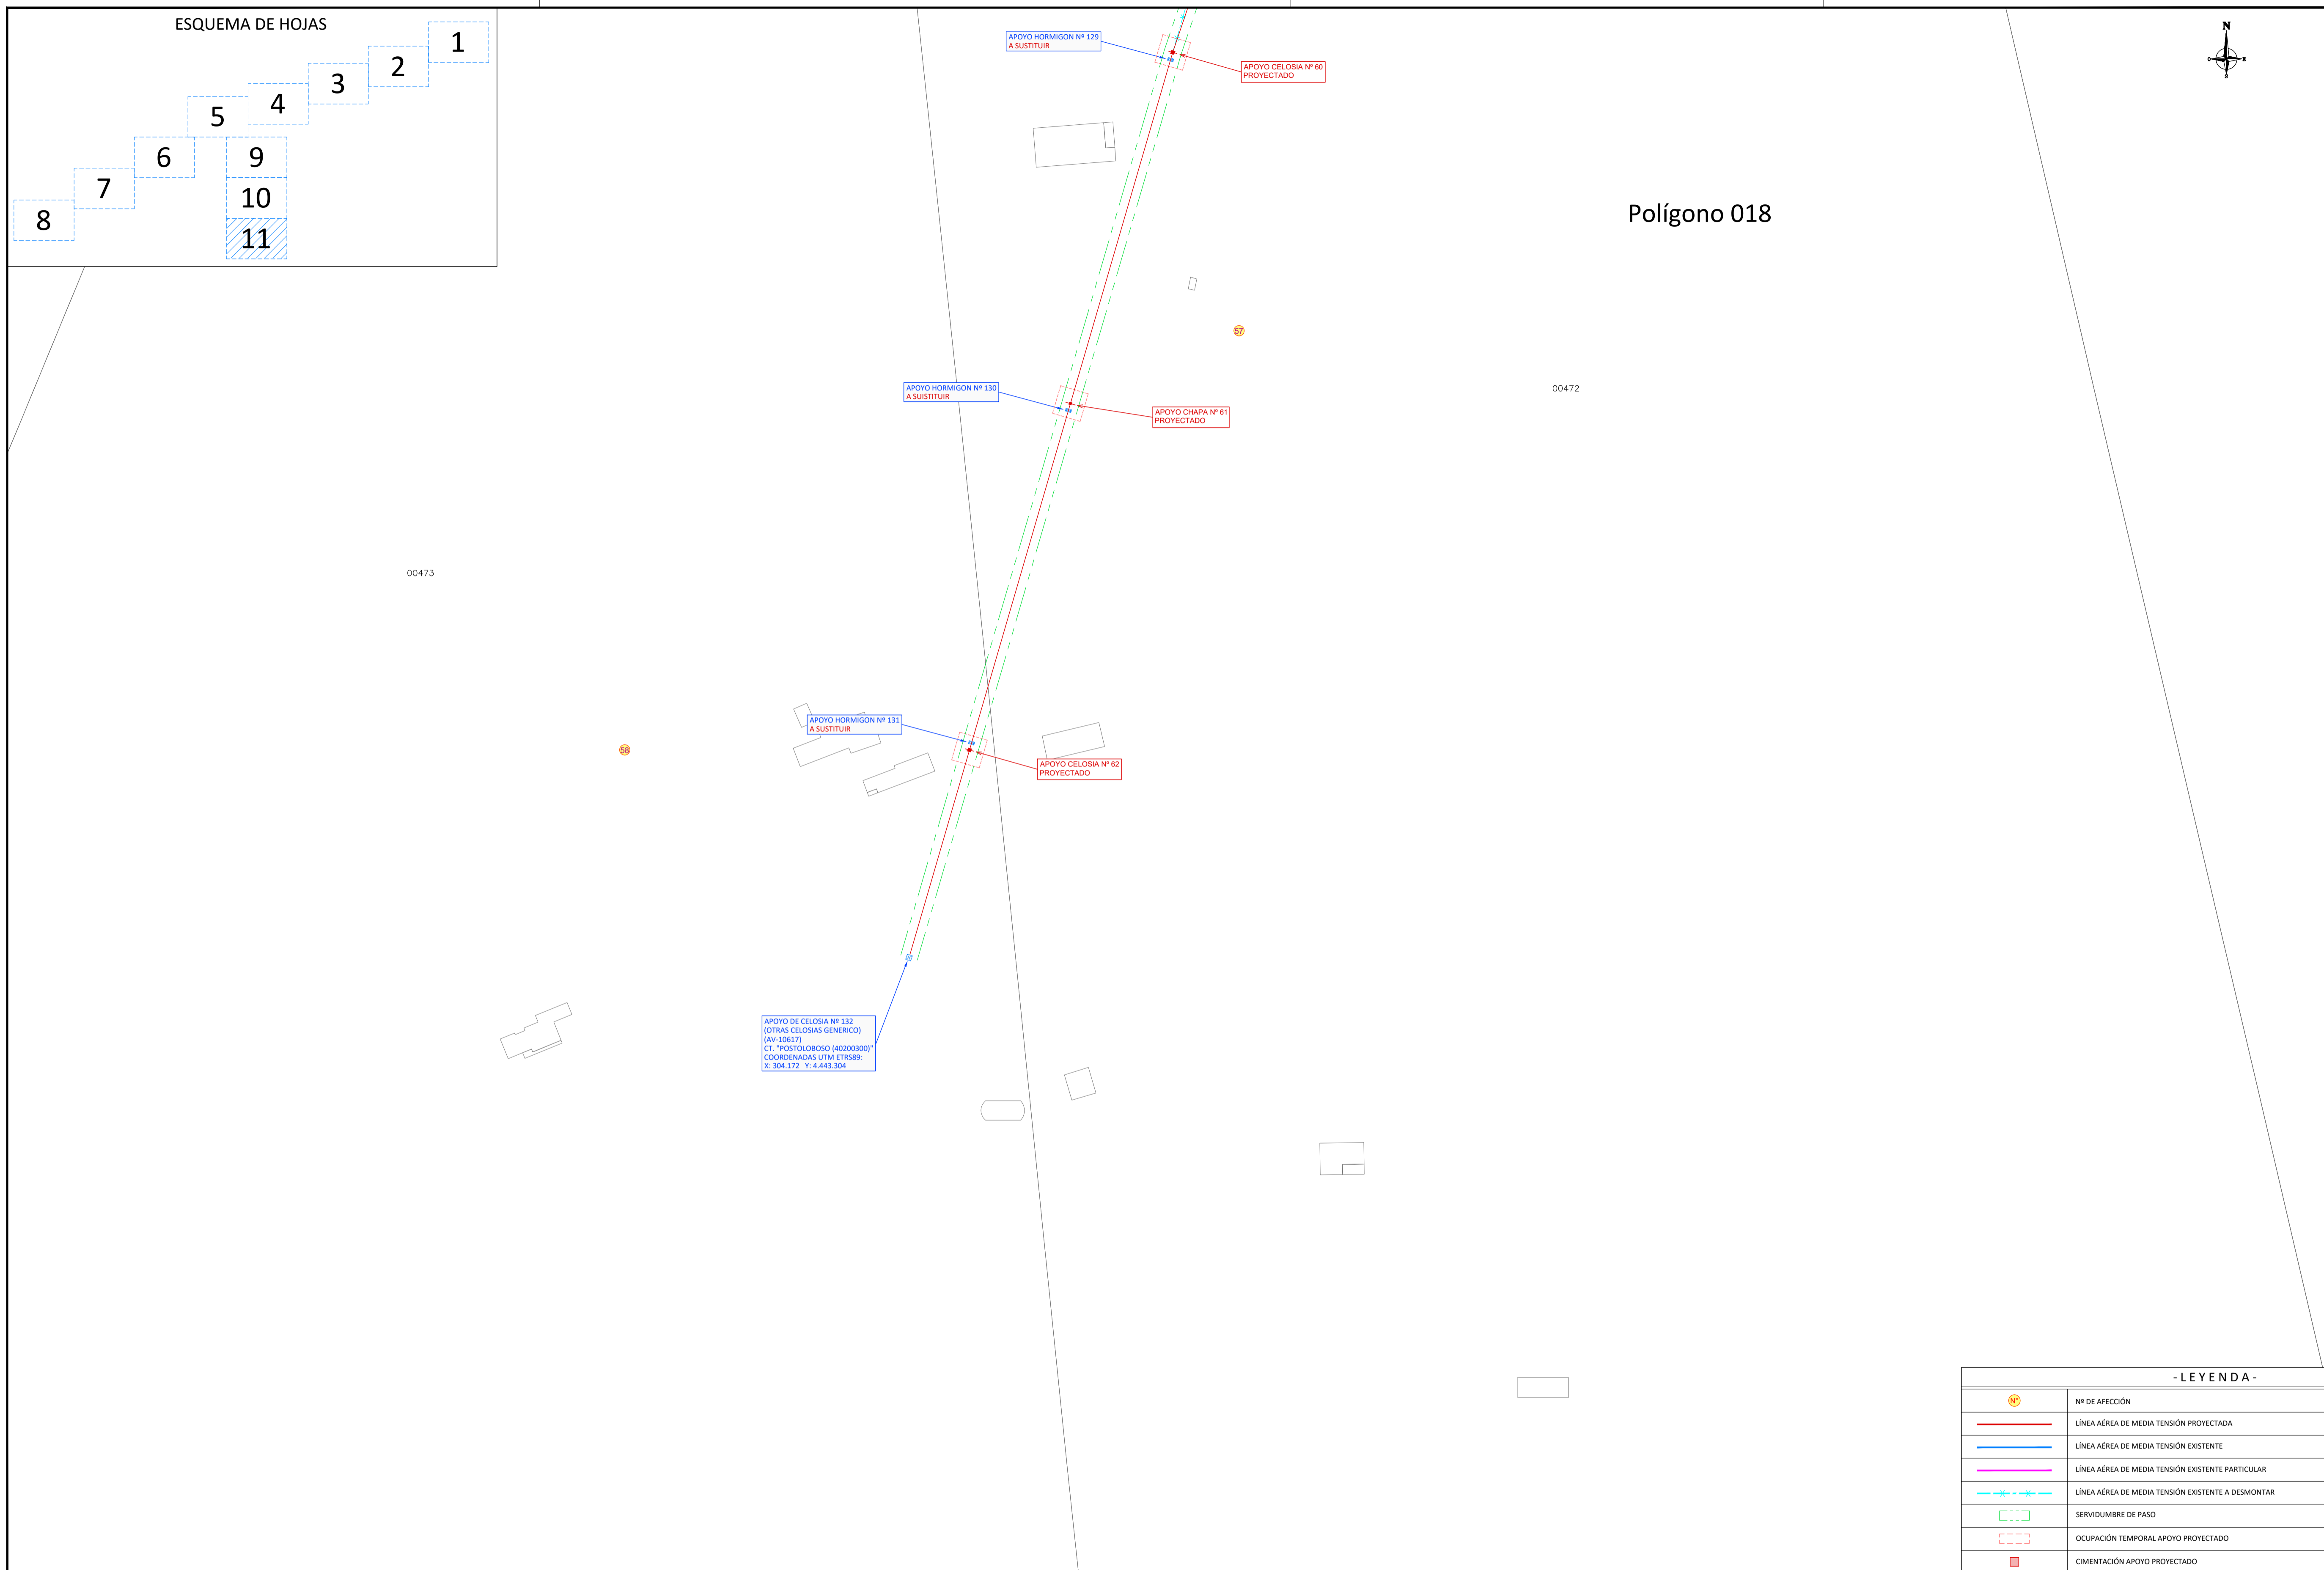 ESQUEMA DE HOJAS
1
2
3
4
5
6
9
7
10
8
11
APOYO HORMIGON Nº 129
A SUSTITUIR
APOYO CELOSIA Nº 60
PROYECTADO
N
O
E
S
Polígono 018
57
APOYO HORMIGON Nº 130
A SUISTITUIR
00472
APOYO CHAPA Nº 61
PROYECTADO
00473
APOYO HORMIGON Nº 131
A SUSTITUIR
58
APOYO CELOSIA Nº 62
PROYECTADO
APOYO DE CELOSIA Nº 132
(OTRAS CELOSIAS GENERICO)
(AV-10617)
CT. "POSTOLOBOSO (40200300)"
COORDENADAS UTM ETRS89:
X: 304.172 Y: 4.443.304
-LEYENDA-
Nº
Nº DE AFECCIÓN
LÍNEA AÉREA DE MEDIA TENSIÓN PROYECTADA
LÍNEA AÉREA DE MEDIA TENSIÓN EXISTENTE
LÍNEA AÉREA DE MEDIA TENSIÓN EXISTENTE PARTICULAR
LÍNEA AÉREA DE MEDIA TENSIÓN EXISTENTE A DESMONTAR
SERVIDUMBRE DE PASO
OCUPACIÓN TEMPORAL APOYO PROYECTADO
CIMENTACIÓN APOYO PROYECTADO